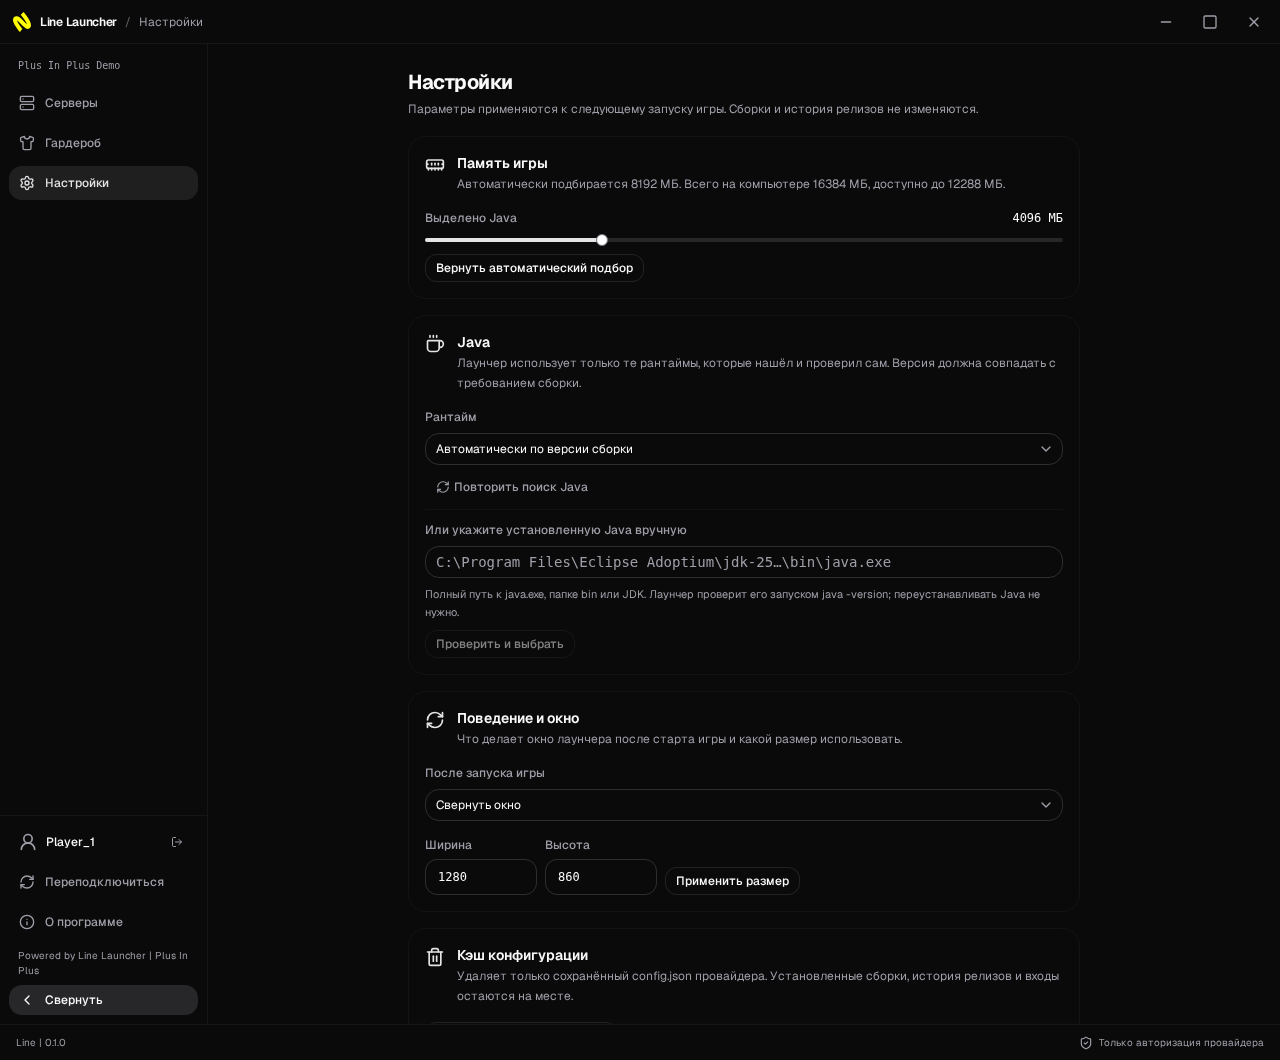 Line Launcher / Настройки
Plus In Plus Demo
Серверы
Гардероб
Настройки
Настройки
Параметры применяются к следующему запуску игры. Сборки и история релизов не изменяются.
Память игры
Автоматически подбирается 8192 МБ. Всего на компьютере 16384 МБ, доступно до 12288 МБ.
Выделено Java 4096 МБ
Вернуть автоматический подбор
Java
Лаунчер использует только те рантаймы, которые нашёл и проверил сам. Версия должна совпадать с
требованием сборки.
Рантайм
Автоматически по версии сборки
Повторить поиск Java
Или укажите установленную Java вручную
C:\Program Files\Eclipse Adoptium\jdk-25…\bin\java.exe
Полный путь к java.exe, папке bin или JDK. Лаунчер проверит его запуском java -version; переустанавливать Java не
нужно.
Проверить и выбрать
Поведение и окно
Что делает окно лаунчера после старта игры и какой размер использовать.
После запуска игры
Свернуть окно
Ширина Высота
1280 860 Применить размер
Кэш конфигурации
Удаляет только сохранённый config.json провайдера. Установленные сборки, история релизов и входы
остаются на месте.
Player_1
Переподключиться
О программе
Powered by Line Launcher | Plus In
Plus
Свернуть
Line | 0.1.0
Только авторизация провайдера